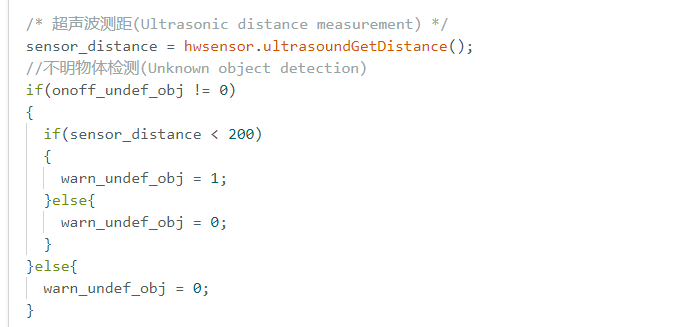 /* 超声波测距(Ultrasonic distance measurement) */
sensor_distance = hwsensor.ultrasoundGetDistance();
//不明物体检测(Unknown object detection)
if(onoff_undef_obj != 0)
{
if(sensor_distance < 200)
{
warn_undef_obj = 1;
}else{
warn_undef_obj = 0;
}
}else{
warn_undef_obj = 0;
}